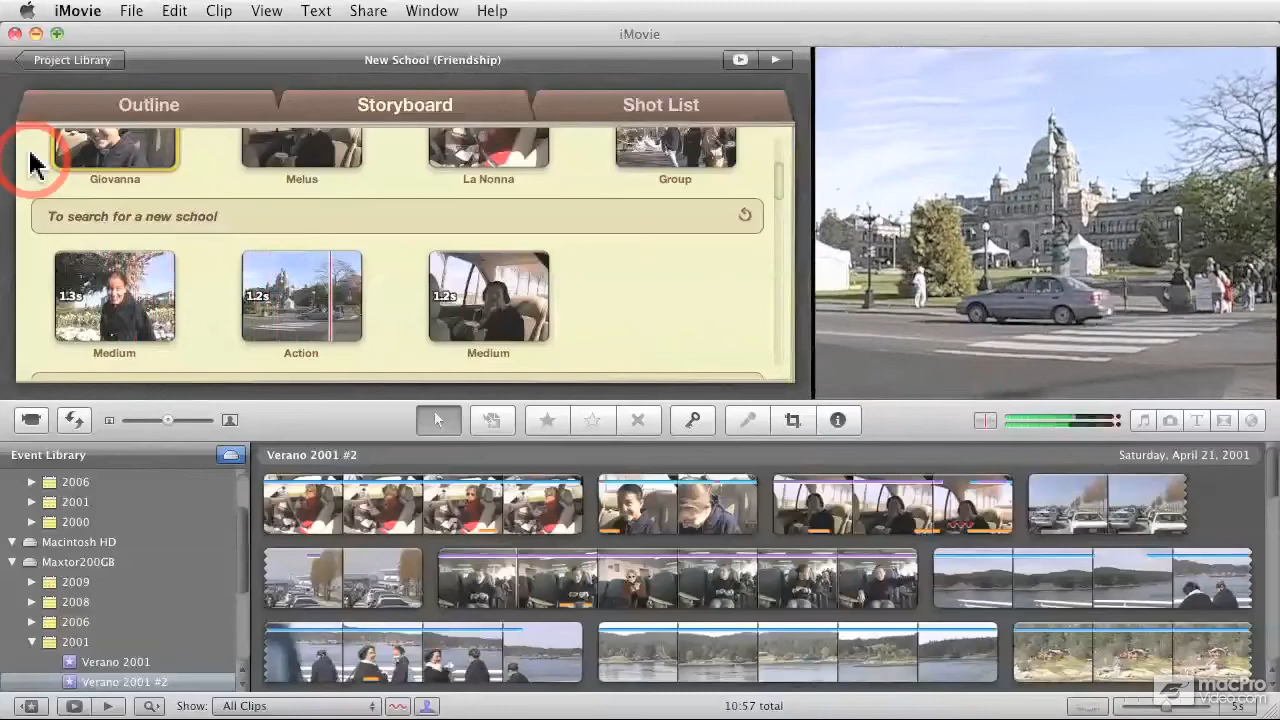 iMovie File Edit Clip View Text Share Window Help
iMovie
Project Library New School (Friendship)
Outline Storyboard Shot List
Giovanna Melus La Nonna Group
To search for a new school
1.3s 1.2s 1.2s
Medium Action Medium
Event Library Verano 2001 #2 Saturday, April 21, 2001
2006
2001
2000
Macintosh HD
Maxtor200GB
2009
2008
2006
2001
Verano 2001
Verano 2001 #2
macPro
Video.com
Show: All Clips 10:57 total 5s